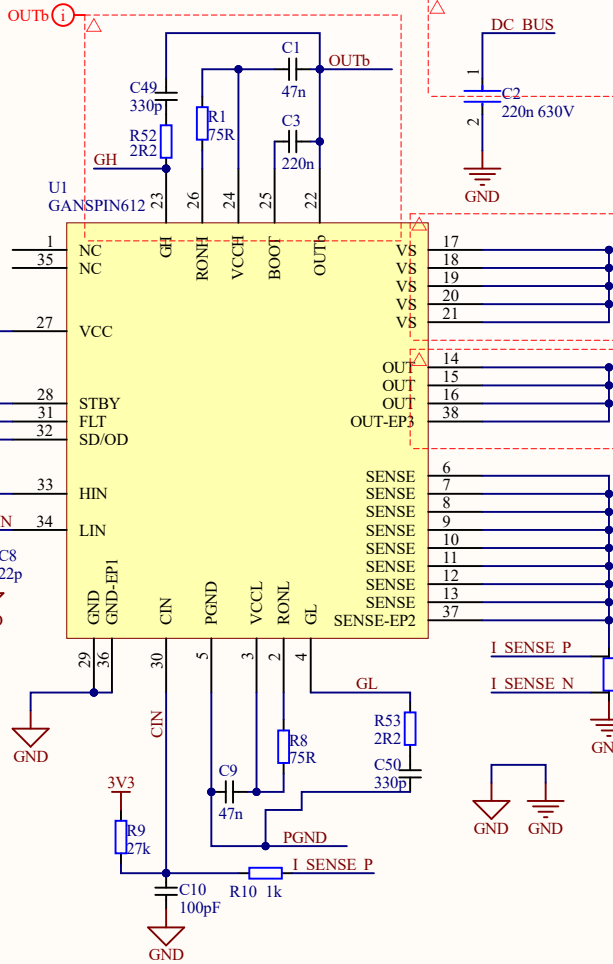 OUTb
i
DC_BUS
C1
OUTb
47n
C49
330p
1
C2
220n 630V
2
R1
75R
R52
2R2
C3
220n
GH
GND
U1
GANSPIN612
23
26
24
25
22
GH
RONH
VCCH
BOOT
OUTb
1
NC
35
NC
27
VCC
28
STBY
31
FLT
32
SD/OD
33
HIN
N
34
LIN
VS
17
VS
18
VS
19
VS
20
VS
21
OUT
14
OUT
15
OUT
16
OUT-EP3
38
SENSE
6
SENSE
7
SENSE
8
SENSE
9
SENSE
10
SENSE
11
SENSE
12
SENSE
13
SENSE-EP2
37
C8
22p
GND
GND-EP1
CIN
PGND
VCCL
RONL
GL
29
36
30
5
3
2
4
I_SENSE_P
I_SENSE_N
GL
R53
2R2
CIN
R8
75R
GND
GND
C9
47n
C50
330p
3V3
R9
27k
PGND
GND
GND
I_SENSE_P
R10 1k
C10
100pF
GND